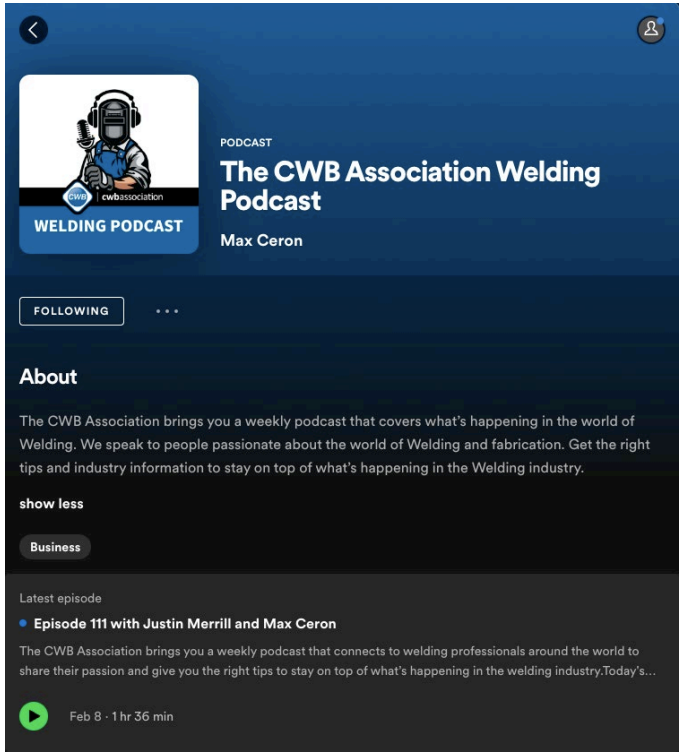 CWB
cwbassociation
WELDING PODCAST
PODCAST
The CWB Association Welding
Podcast
Max Ceron
FOLLOWING
About
The CWB Association brings you a weekly podcast that covers what's happening in the world of
Welding. We speak to people passionate about the world of Welding and fabrication. Get the right
tips and industry information to stay on top of what's happening in the Welding industry.
show less
Business
Latest episode
Episode 111 with Justin Merrill and Max Ceron
The CWB Association brings you a weekly podcast that connects to welding professionals around the world to
share their passion and give you the right tips to stay on top of what's happening in the welding industry.Today's...
Feb 8 · 1 hr 36 min